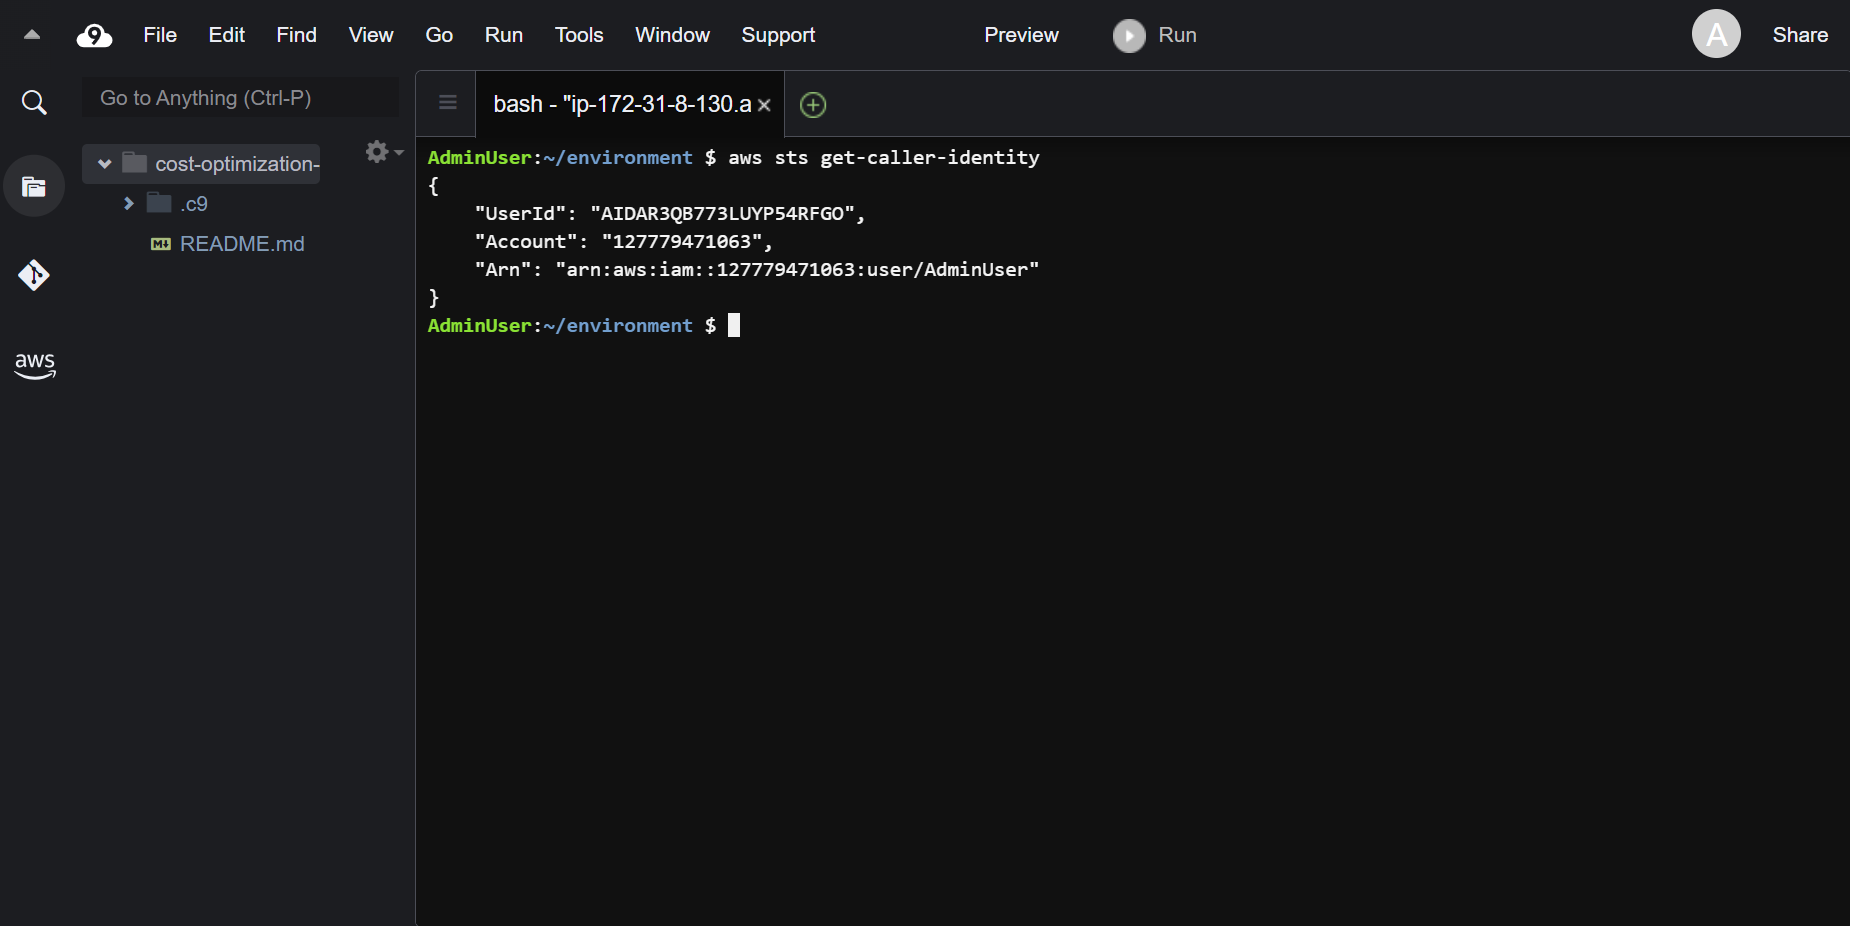 9 File Edit Find View Go Run Tools Window Support Preview Run A Share
Go to Anything (Ctrl-P)
bash - "ip-172-31-8-130.a ×
cost-optimization-
.c9
M↓ README.md
aws
AdminUser:~/environment $ aws sts get-caller-identity
{
    "UserId": "AIDAR3QB773LUYP54RFGO",
    "Account": "127779471063",
    "Arn": "arn:aws:iam::127779471063:user/AdminUser"
}
AdminUser:~/environment $